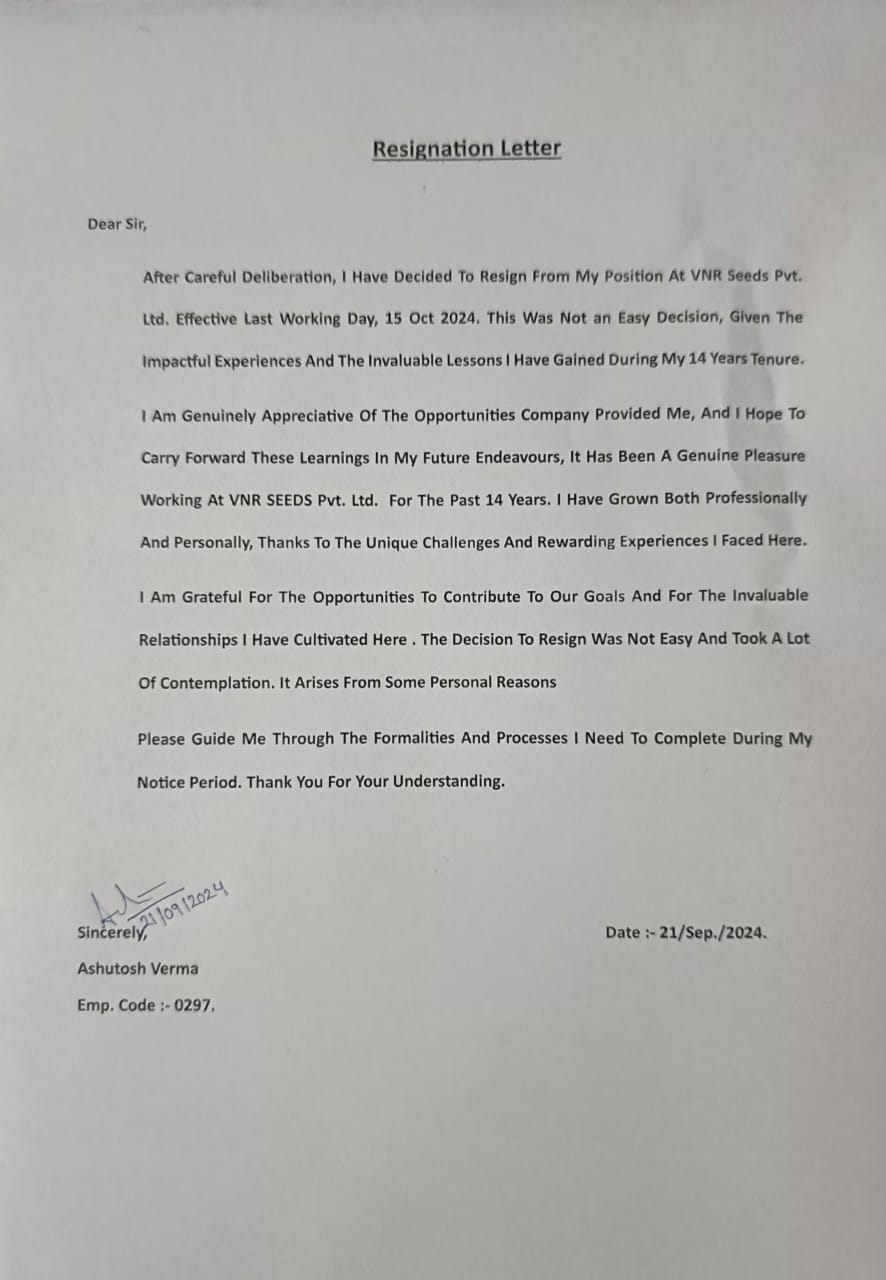 Resignation Letter
Dear Sir,
After Careful Deliberation, I Have Decided To Resign From My Position At VNR Seeds Pvt.
Ltd. Effective Last Working Day, 15 Oct 2024. This Was Not an Easy Decision, Given The
Impactful Experiences And The Invaluable Lessons I Have Gained During My 14 Years Tenure.
I Am Genuinely Appreciative Of The Opportunities Company Provided Me, And I Hope To
Carry Forward These Learnings In My Future Endeavours, It Has Been A Genuine Pleasure
Working At VNR SEEDS Pvt. Ltd. For The Past 14 Years. I Have Grown Both Professionally
And Personally, Thanks To The Unique Challenges And Rewarding Experiences I Faced Here.
I Am Grateful For The Opportunities To Contribute To Our Goals And For The Invaluable
Relationships I Have Cultivated Here . The Decision To Resign Was Not Easy And Took A Lot
Of Contemplation. It Arises From Some Personal Reasons
Please Guide Me Through The Formalities And Processes I Need To Complete During My
Notice Period. Thank You For Your Understanding.
21/09/2024
Sincerely, Date :- 21/Sep./2024.
Ashutosh Verma
Emp. Code :- 0297.